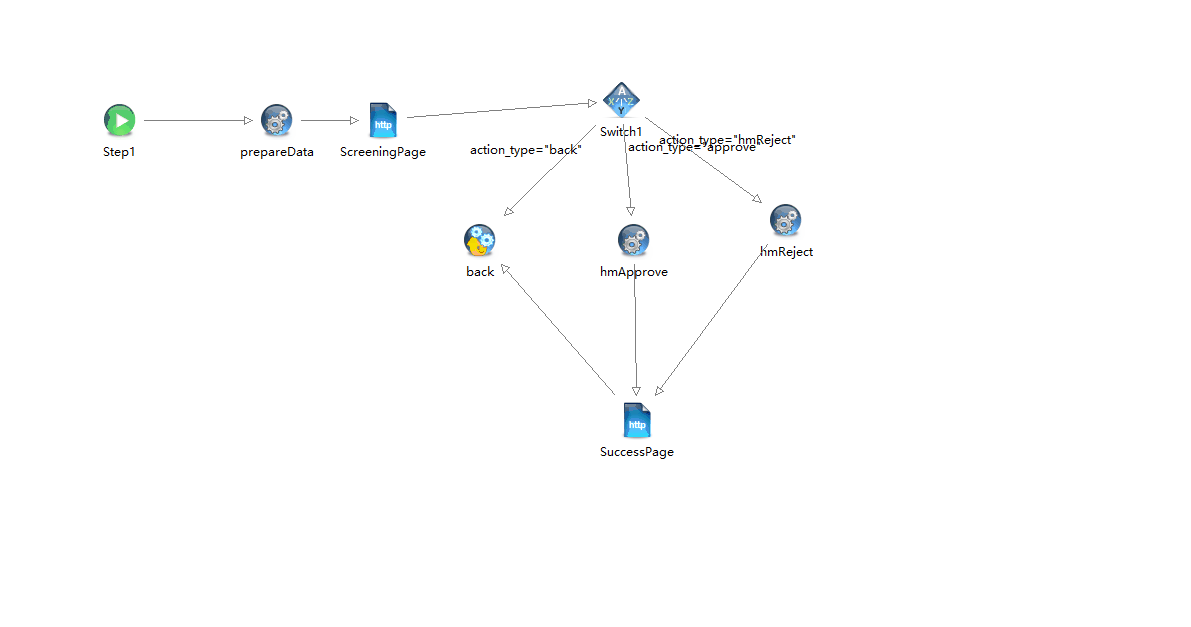 http
A
X Z
Y
Step1
prepareData
ScreeningPage
Switch1
action_type="hmReject"
action_type="approve"
action_type="back"
hmReject
back
hmApprove
http
SuccessPage